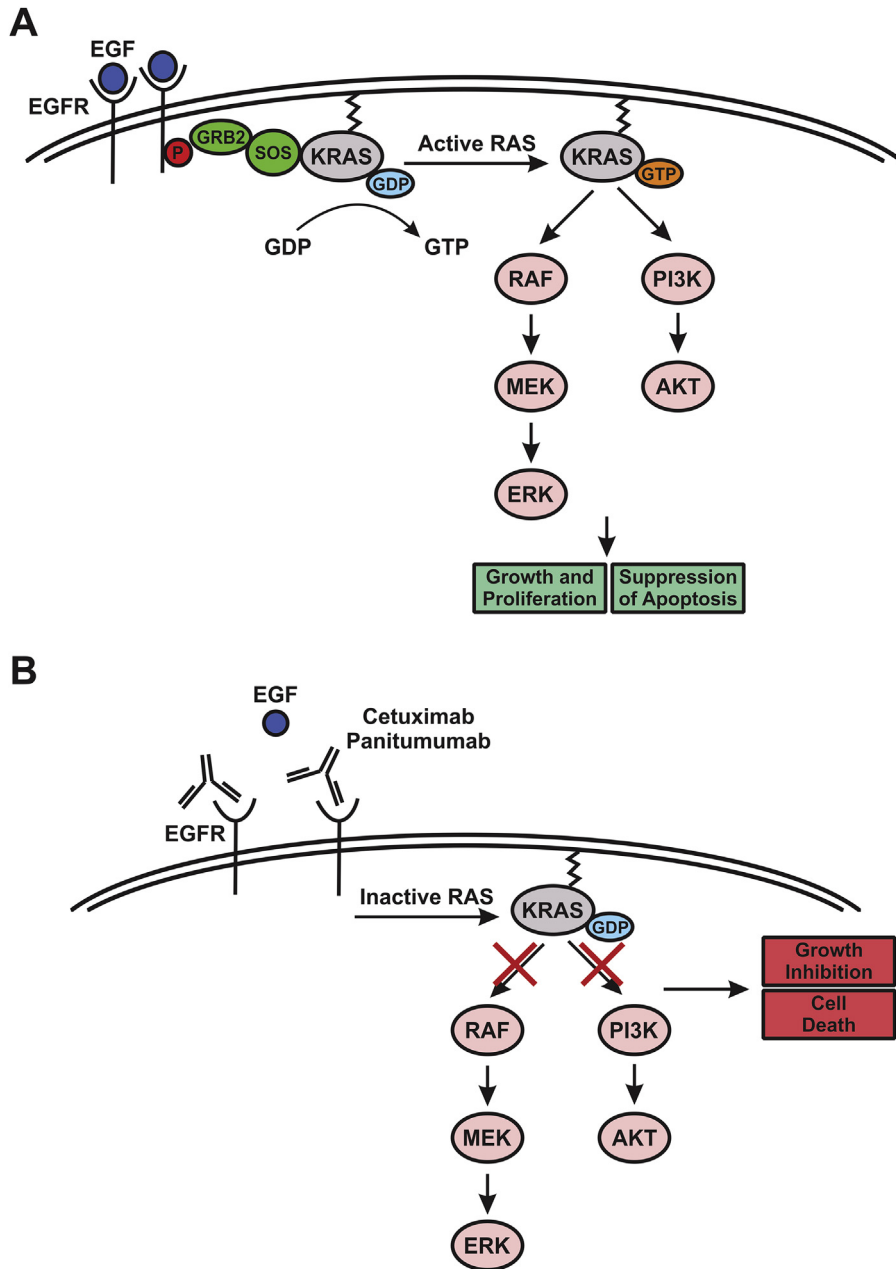 A
EGF
EGFR
P
GRB2
SOS
KRAS
GDP
Active RAS
KRAS
GTP
GDP
GTP
RAF
PI3K
MEK
AKT
ERK
Growth and
Proliferation
Suppression
of Apoptosis
B
EGF
Cetuximab
Panitumumab
EGFR
Inactive RAS
KRAS
GDP
Growth
Inhibition
Cell
Death
RAF
PI3K
MEK
AKT
ERK